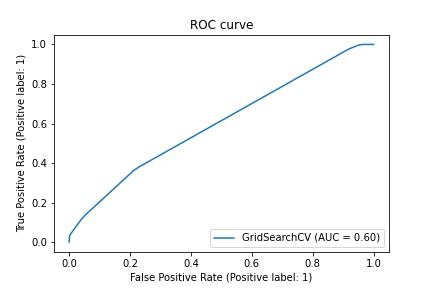 ROC curve
1.0
0.8
0.6
0.4
0.2
0.0
True Positive Rate (Positive label: 1)
GridSearchCV (AUC = 0.60)
0.0 0.2 0.4 0.6 0.8 1.0
False Positive Rate (Positive label: 1)